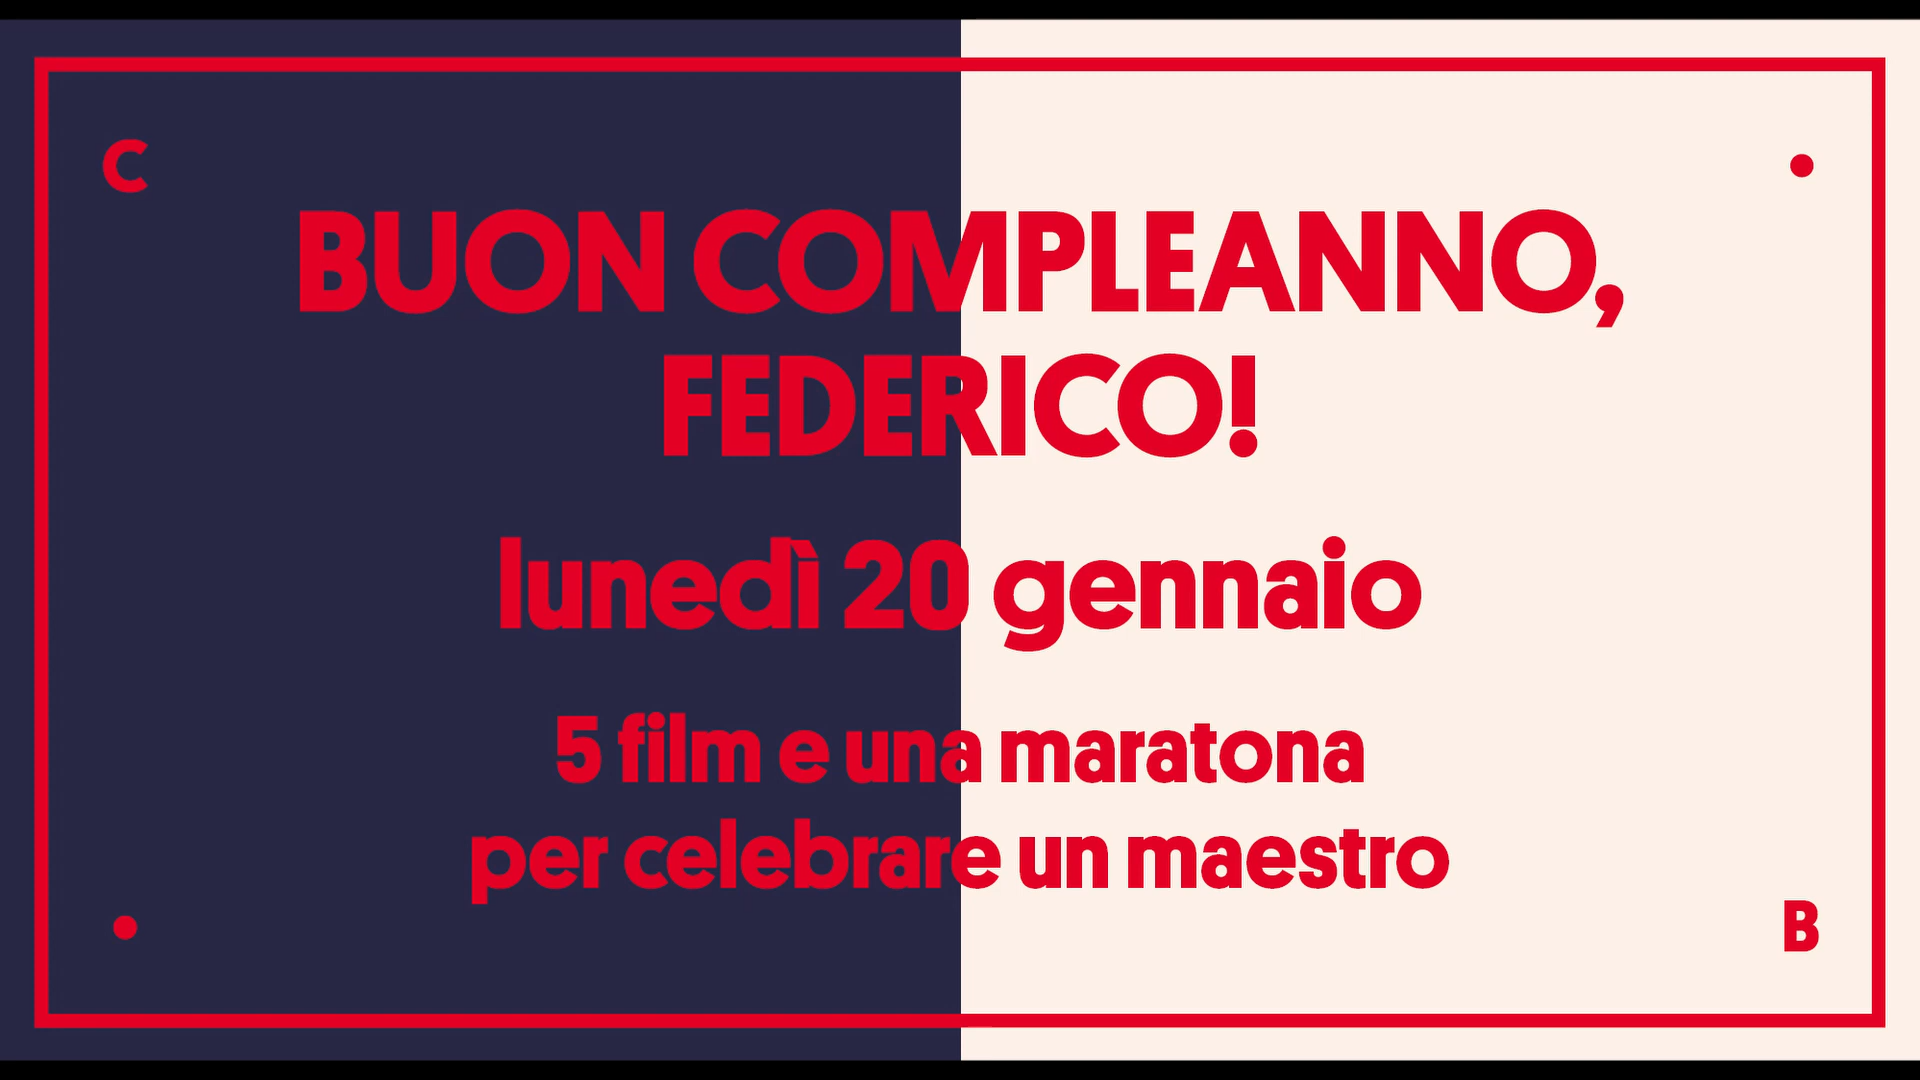 C
BUON COMPLEANNO,
FEDERICO!
lunedì 20 gennaio
5 film e una maratona
per celebrare un maestro
B